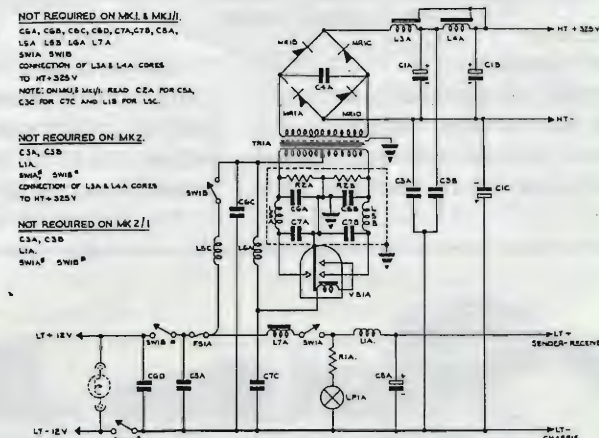 NOT REQUIRED ON MK.1. & MK.1/1.
C6A, C6B, C6C, C6D, C7A, C7B, C8A,
L5A L5B L6A L7A
SW1A SW1B
CONNECTION OF L3A & L4A CORES
TO HT+325V
NOTE: ON MK.1, & MK.1/1. READ C2A FOR C5A,
C3C FOR C7C AND L1B FOR L5C.
NOT REQUIRED ON MK2.
C3A, C3B
L1A.
SW1A SW1B
CONNECTION OF L3A & L4A CORES
TO HT+325V
NOT REQUIRED ON MK2/1
C3A, C3B
L1A.
SW1A SW1B
L3A L4A
HT + 325V
MR1B MR1C
C4A
C1A C1B
MR1A MR1D
HT-
TR1A
R2A R2B
C3A C3B C1C
SW1B C6C
C6A C6B
L5B
C7A C7B
L5C L6A
VB1A
LT + 12V
SW1B FS1A
L7A SW1A L1A.
LT+
SENDER-RECEIVER
R1A.
C6D C5A C7C
LP1A
C8A
LT - 12V
LT-
CHASSIS